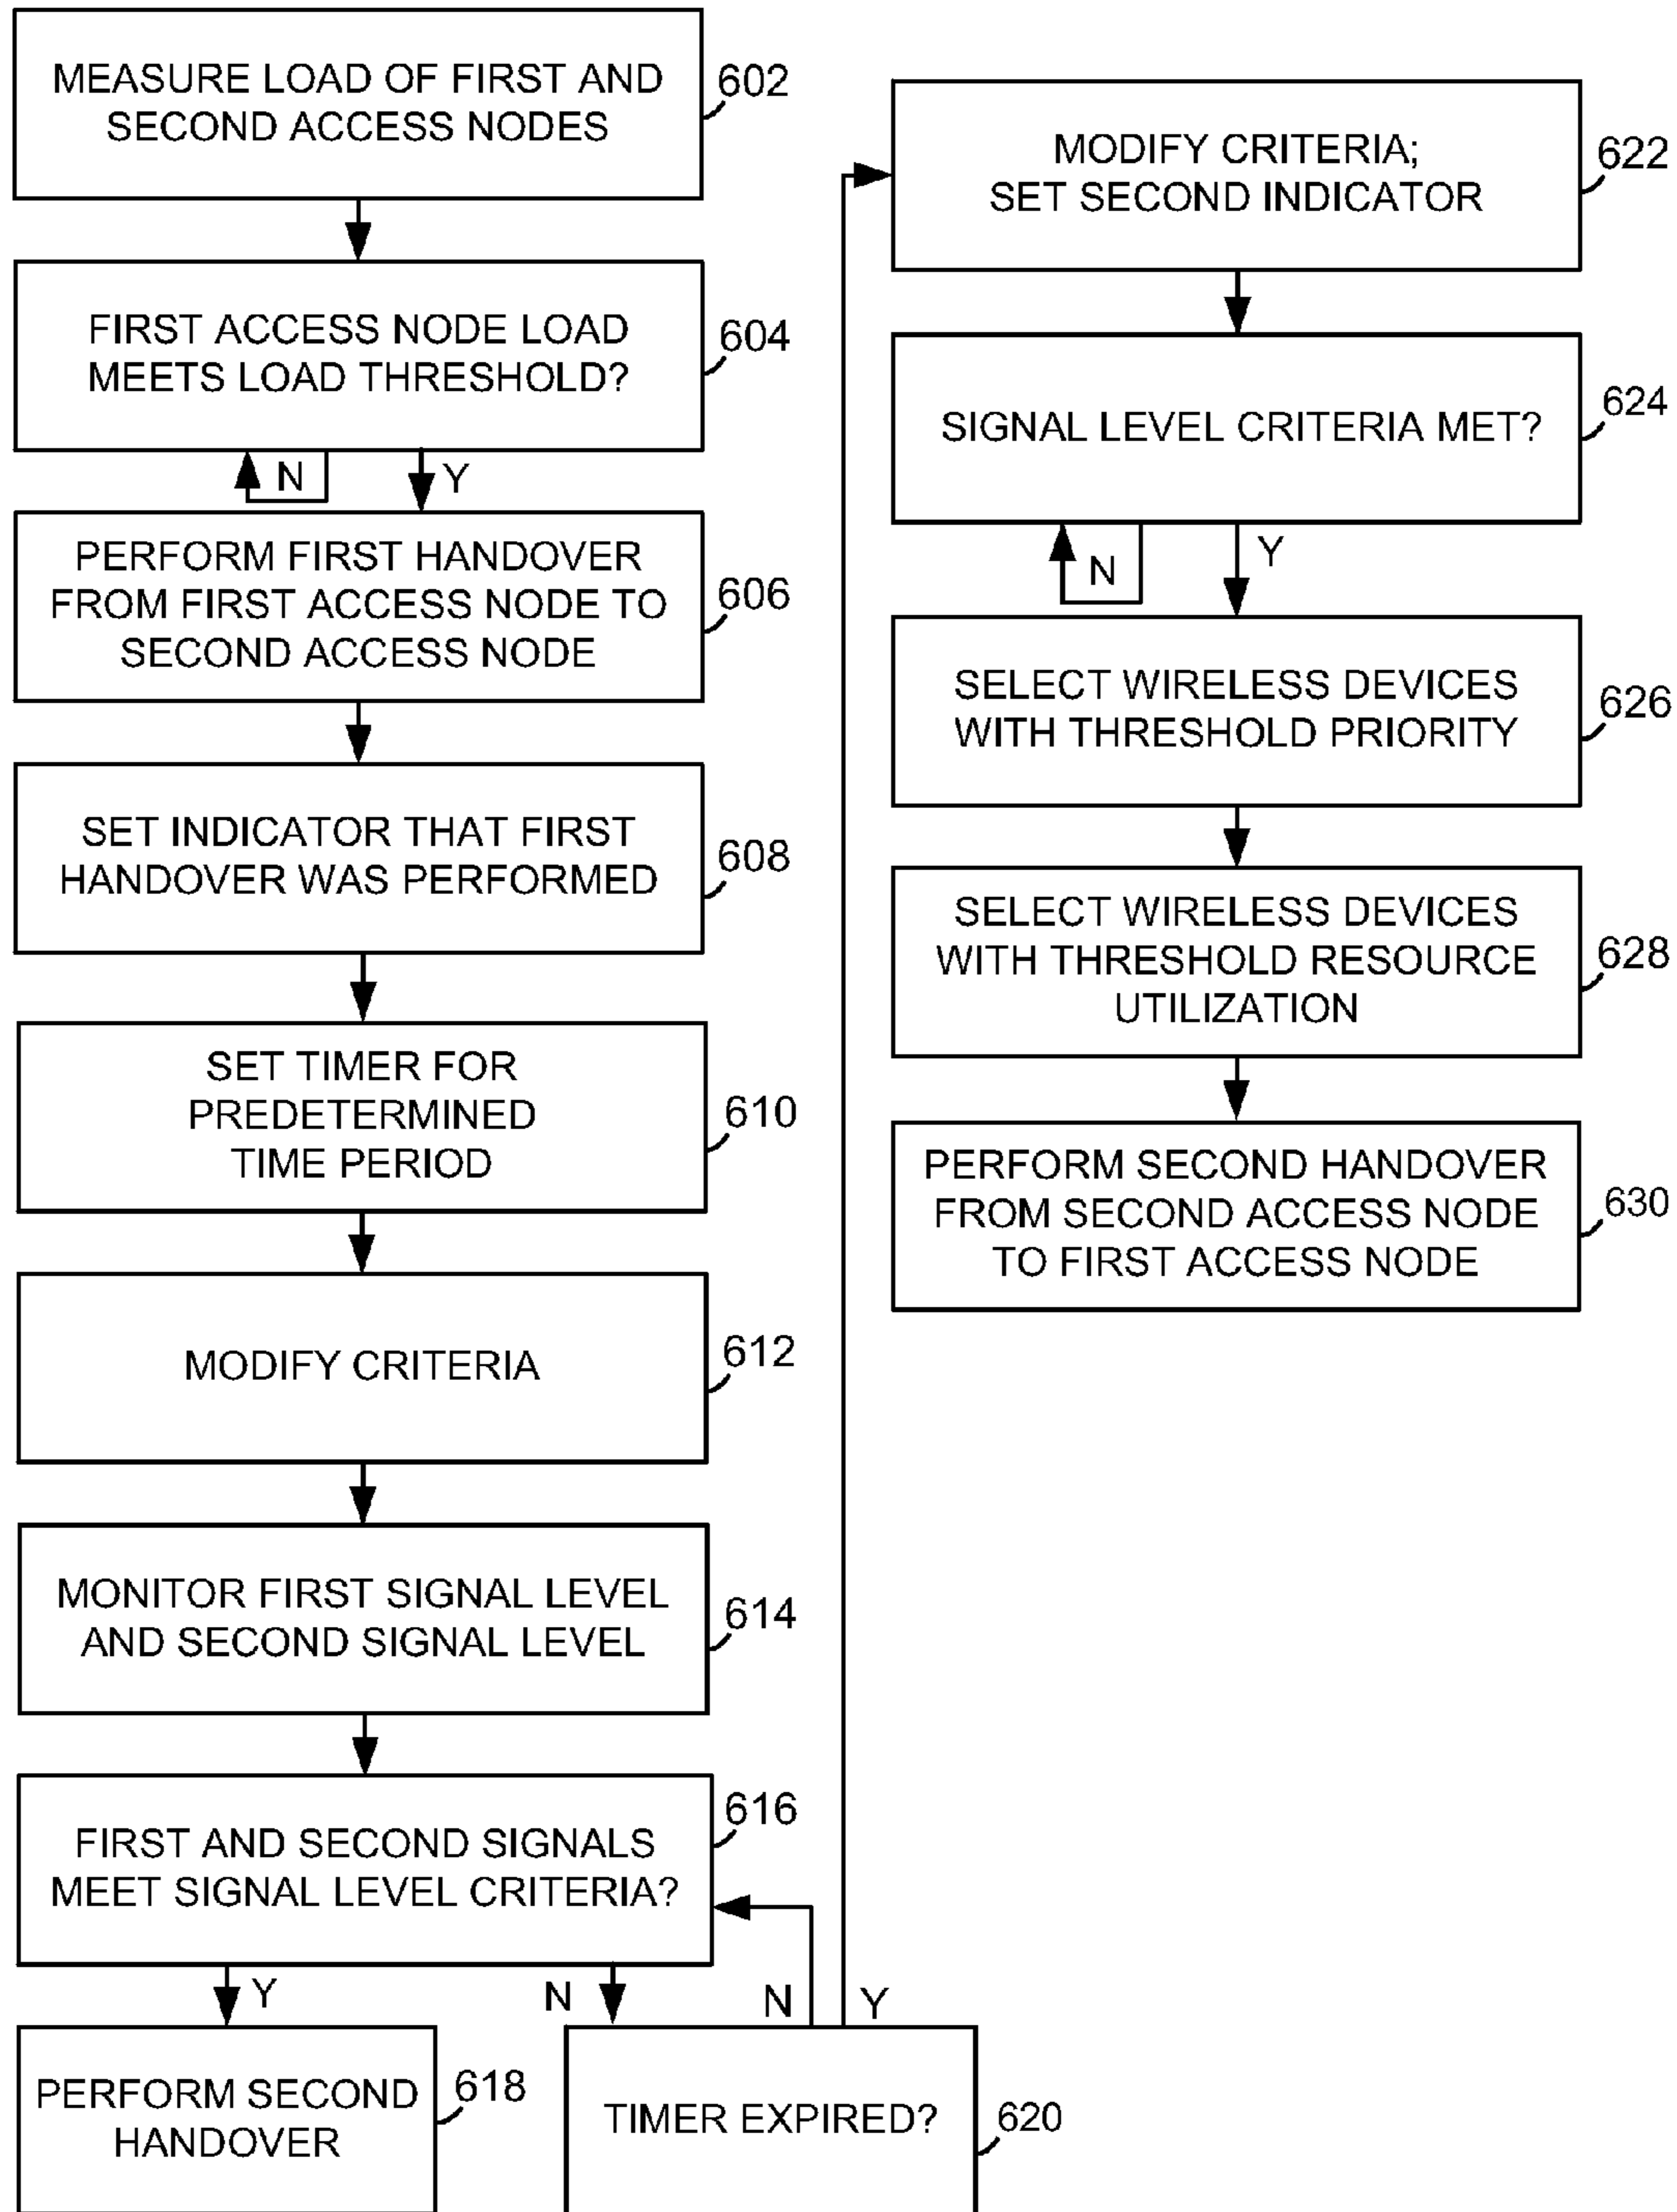 MEASURE LOAD OF FIRST AND
SECOND ACCESS NODES
602
FIRST ACCESS NODE LOAD
MEETS LOAD THRESHOLD?
604
N
Y
PERFORM FIRST HANDOVER
FROM FIRST ACCESS NODE TO
SECOND ACCESS NODE
606
SET INDICATOR THAT FIRST
HANDOVER WAS PERFORMED
608
SET TIMER FOR
PREDETERMINED
TIME PERIOD
610
MODIFY CRITERIA
612
MONITOR FIRST SIGNAL LEVEL
AND SECOND SIGNAL LEVEL
614
FIRST AND SECOND SIGNALS
MEET SIGNAL LEVEL CRITERIA?
616
Y
N
N
Y
PERFORM SECOND
HANDOVER
618
TIMER EXPIRED?
620
MODIFY CRITERIA;
SET SECOND INDICATOR
622
SIGNAL LEVEL CRITERIA MET?
624
N
Y
SELECT WIRELESS DEVICES
WITH THRESHOLD PRIORITY
626
SELECT WIRELESS DEVICES
WITH THRESHOLD RESOURCE
UTILIZATION
628
PERFORM SECOND HANDOVER
FROM SECOND ACCESS NODE
TO FIRST ACCESS NODE
630